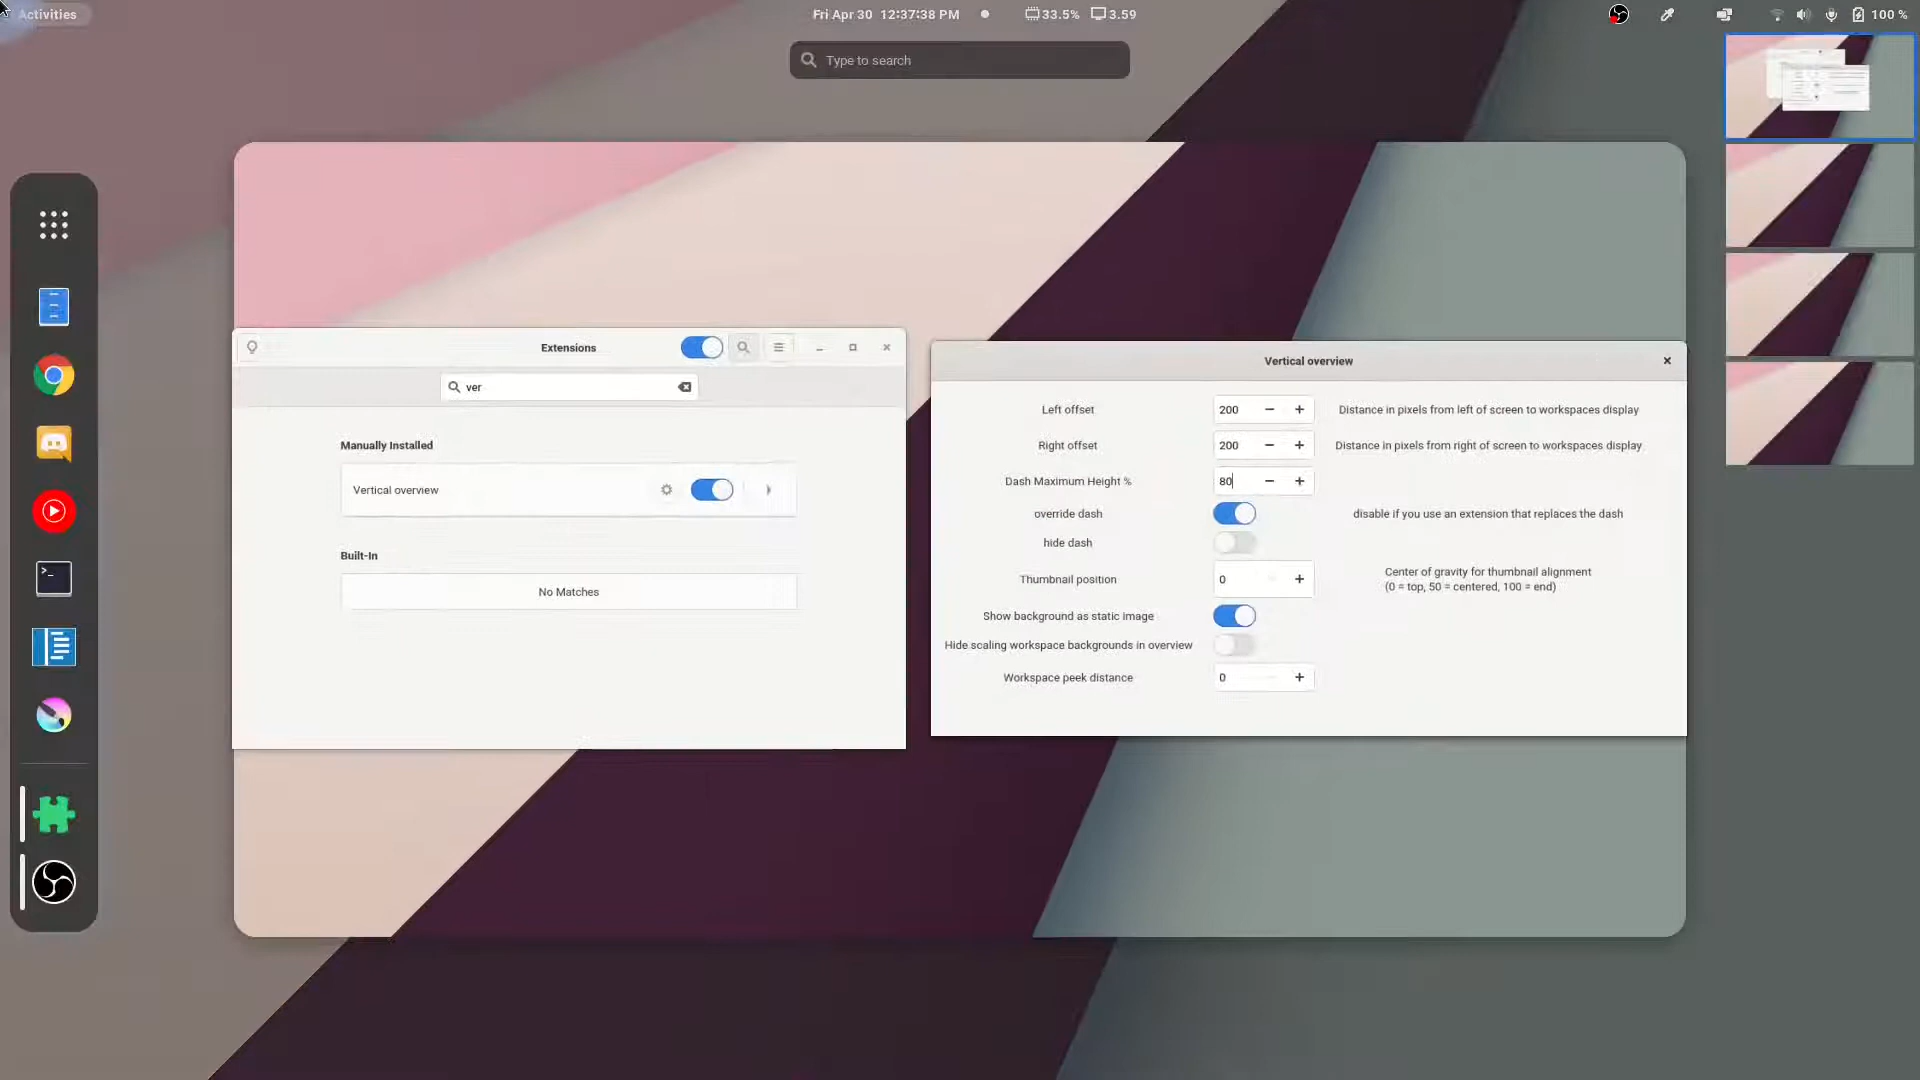 Activities
Fri Apr 30 12:37:38 PM
33.5%
3.59
100 %
Type to search
Extensions
ver
Manually Installed
Vertical overview
Built-In
No Matches
Vertical overview
Left offset 200 Distance in pixels from left of screen to workspaces display
Right offset 200 Distance in pixels from right of screen to workspaces display
Dash Maximum Height % 80
override dash disable if you use an extension that replaces the dash
hide dash
Thumbnail position 0 Center of gravity for thumbnail alignment
(0 = top, 50 = centered, 100 = end)
Show background as static image
Hide scaling workspace backgrounds in overview
Workspace peek distance 0